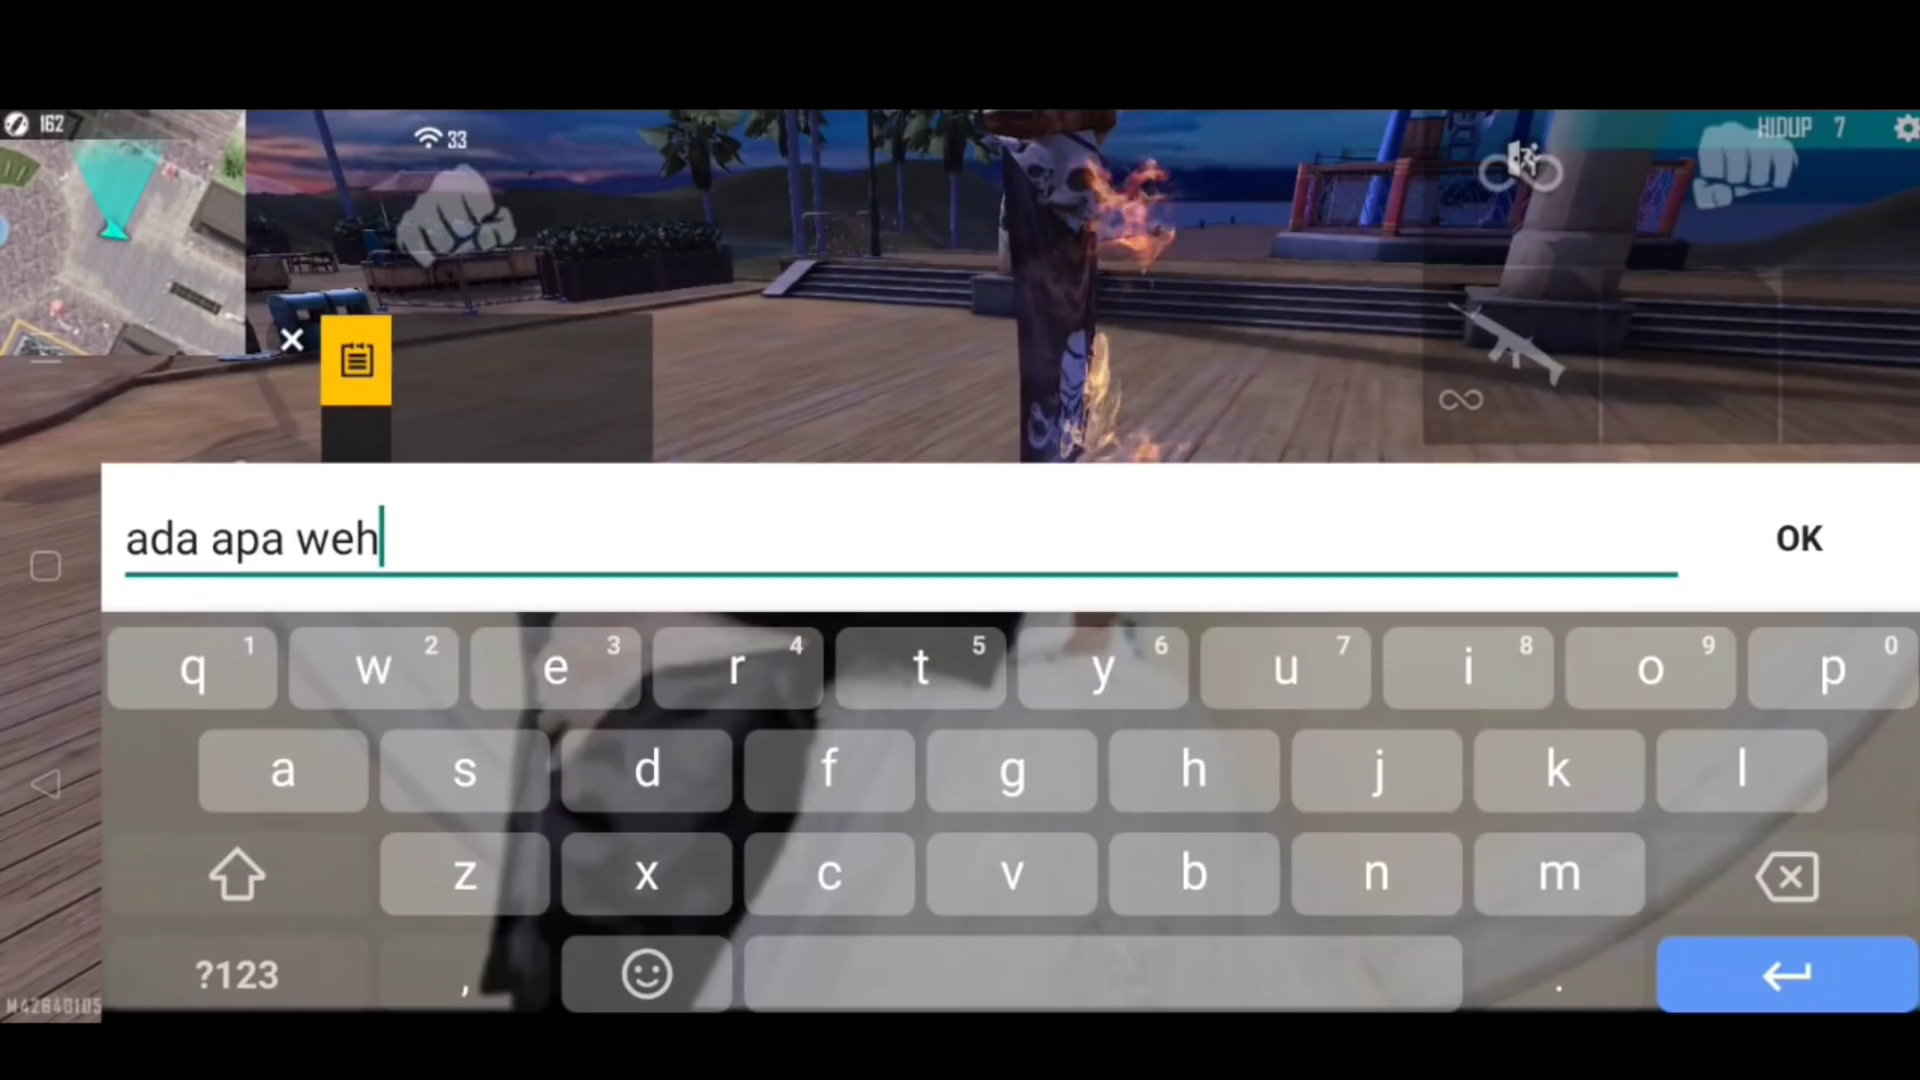 162
33
HIDUP 7
ada apa weh
OK
q 1 w 2 e 3 r 4 t 5 y 6 u 7 i 8 o 9 p 0
a s d f g h j k l
z x c v b n m
?123 , .